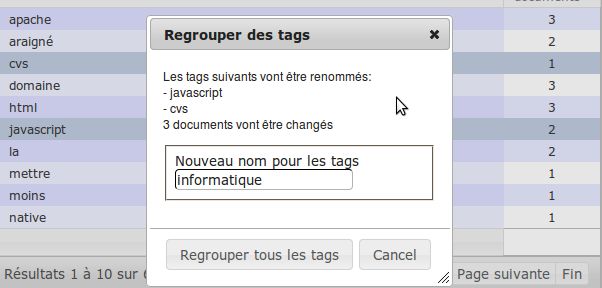 documents
apache 3
araigné 2
cvs 1
domaine 3
html 3
javascript 2
la 2
mettre 1
moins 1
native 1
Regrouper des tags
Les tags suivants vont être renommés:
- javascript
- cvs
3 documents vont être changés
Nouveau nom pour les tags
informatique
Regrouper tous les tags Cancel
Résultats 1 à 10 sur Page suivante Fin